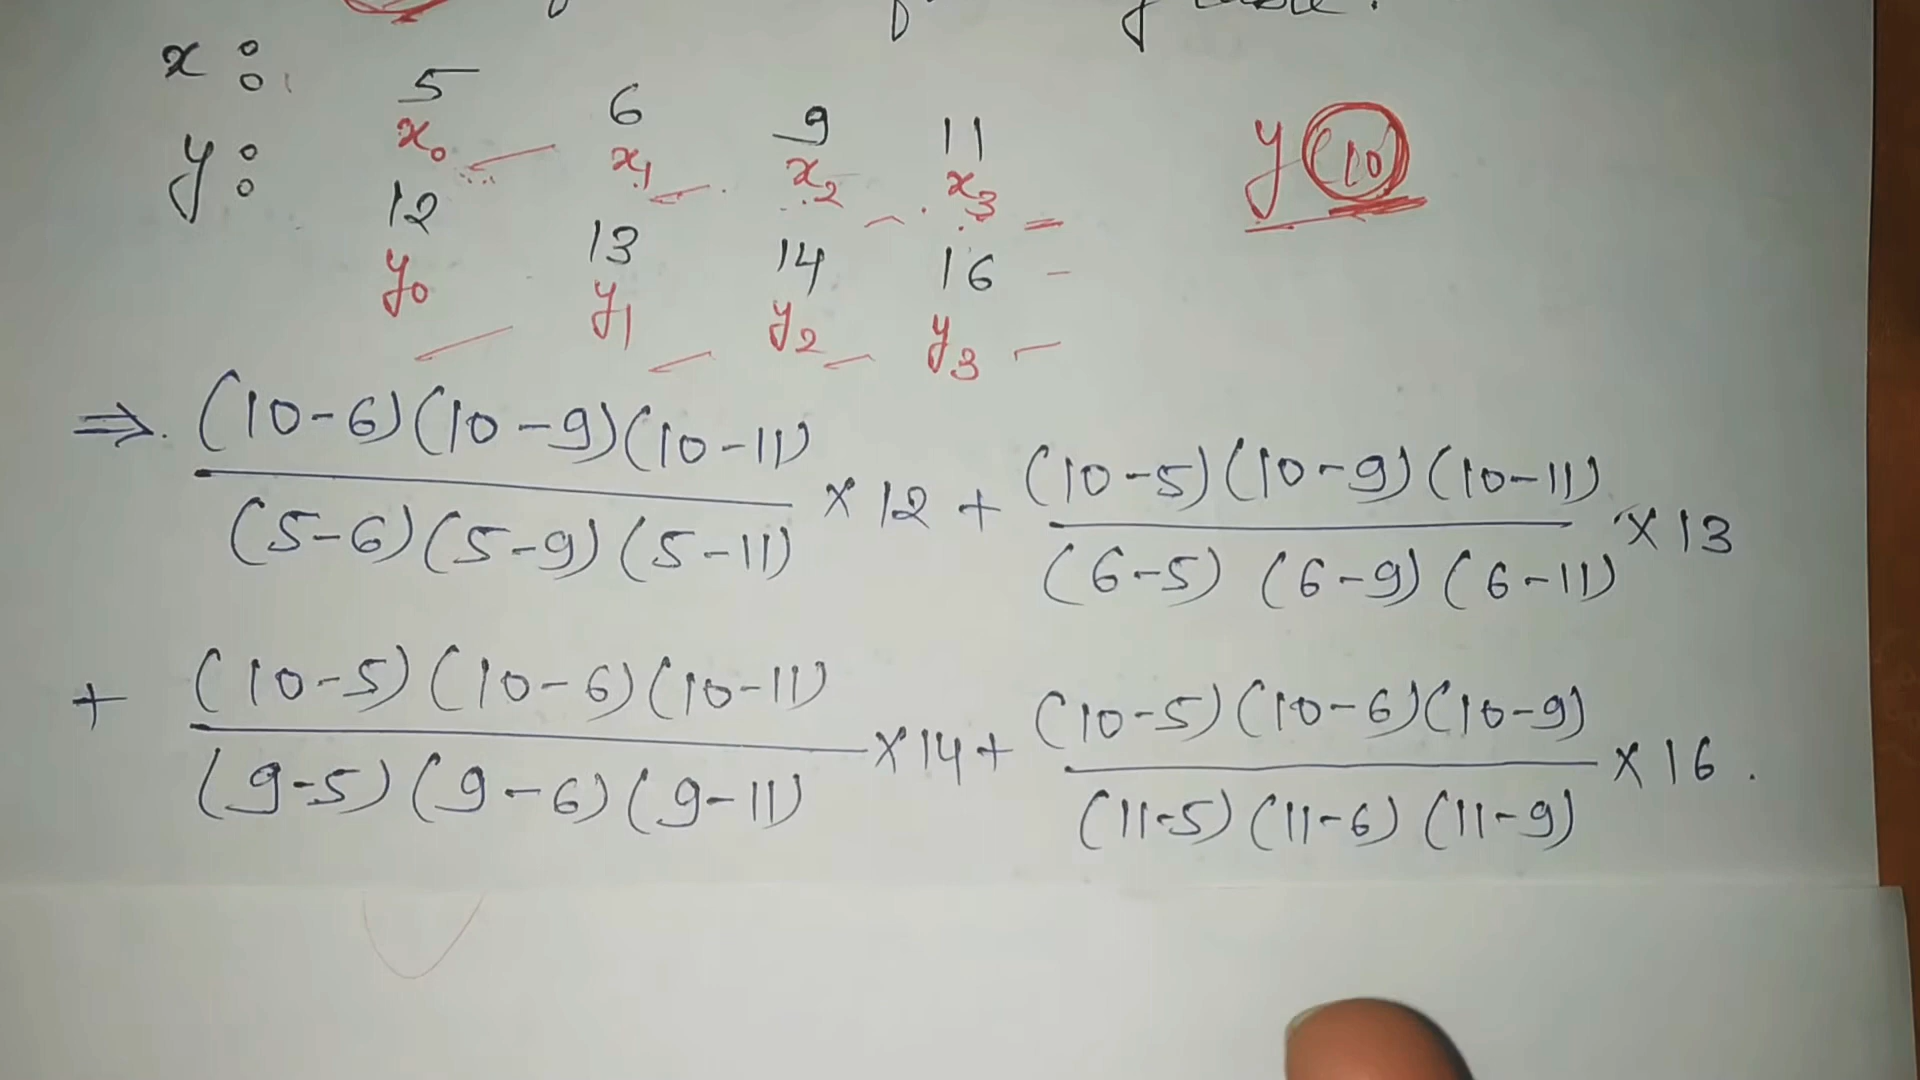 x : 5 6 9 11
x₀ x₁ x₂ x₃ y(10)
y : 12 13 14 16
y₀ y₁ y₂ y₃
⇒ (10-6)(10-9)(10-11) / (5-6)(5-9)(5-11) × 12 + (10-5)(10-9)(10-11) / (6-5)(6-9)(6-11) × 13
+ (10-5)(10-6)(10-11) / (9-5)(9-6)(9-11) × 14 + (10-5)(10-6)(10-9) / (11-5)(11-6)(11-9) × 16 .